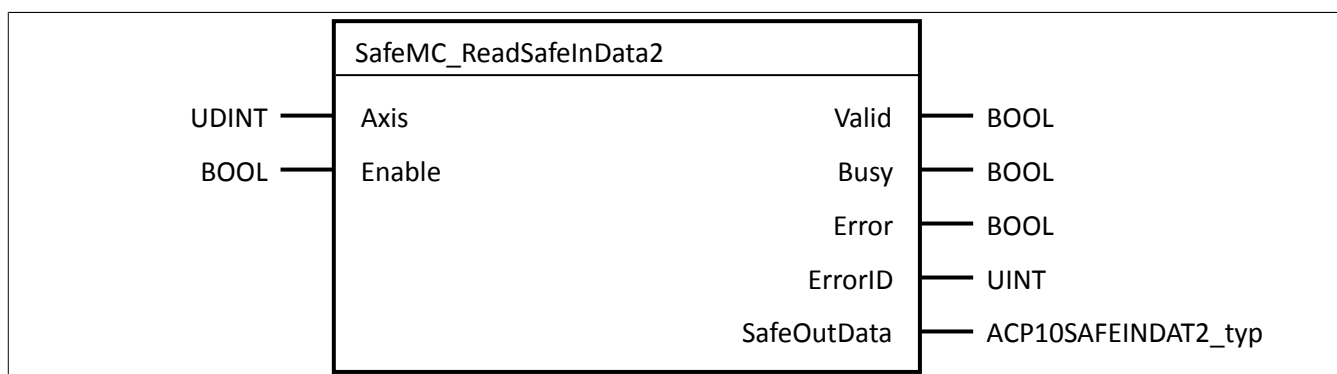 SafeMC_ReadSafeInData2
UDINT Axis Valid BOOL
BOOL Enable Busy BOOL
Error BOOL
ErrorID UINT
SafeOutData ACP10SAFEINDAT2_typ